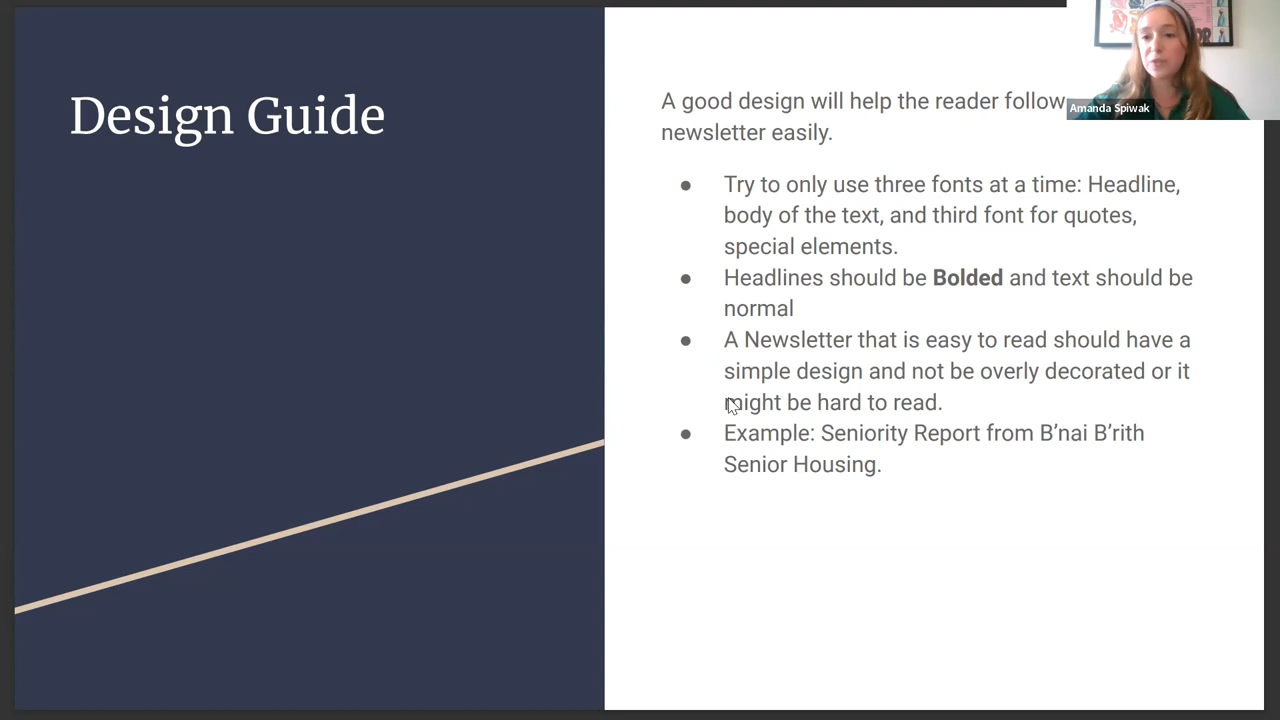 Design Guide
A good design will help the reader follow
newsletter easily.
● Try to only use three fonts at a time: Headline,
body of the text, and third font for quotes,
special elements.
● Headlines should be Bolded and text should be
normal
● A Newsletter that is easy to read should have a
simple design and not be overly decorated or it
might be hard to read.
● Example: Seniority Report from B’nai B’rith
Senior Housing.
Amanda Spiwak